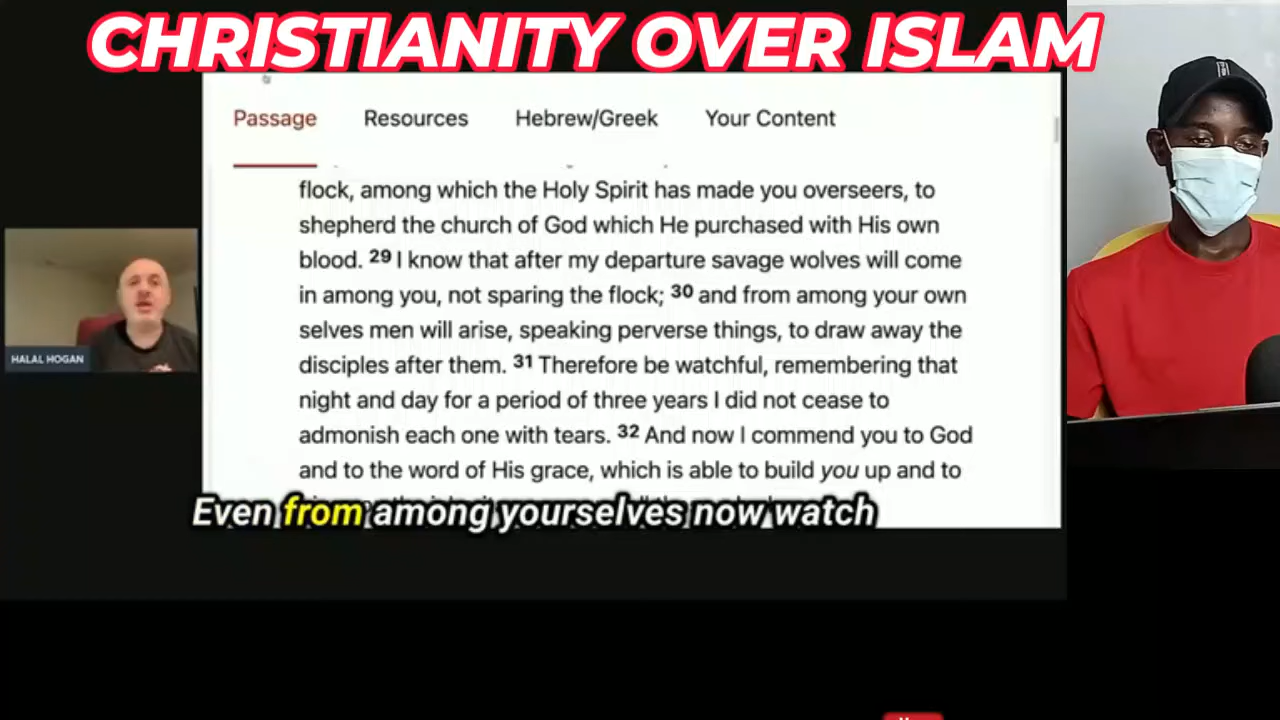 CHRISTIANITY OVER ISLAM
Passage Resources Hebrew/Greek Your Content
flock, among which the Holy Spirit has made you overseers, to
shepherd the church of God which He purchased with His own
blood. 29 I know that after my departure savage wolves will come
in among you, not sparing the flock; 30 and from among your own
selves men will arise, speaking perverse things, to draw away the
disciples after them. 31 Therefore be watchful, remembering that
night and day for a period of three years I did not cease to
admonish each one with tears. 32 And now I commend you to God
and to the word of His grace, which is able to build you up and to
HALAL HOGAN
Even from among yourselves now watch